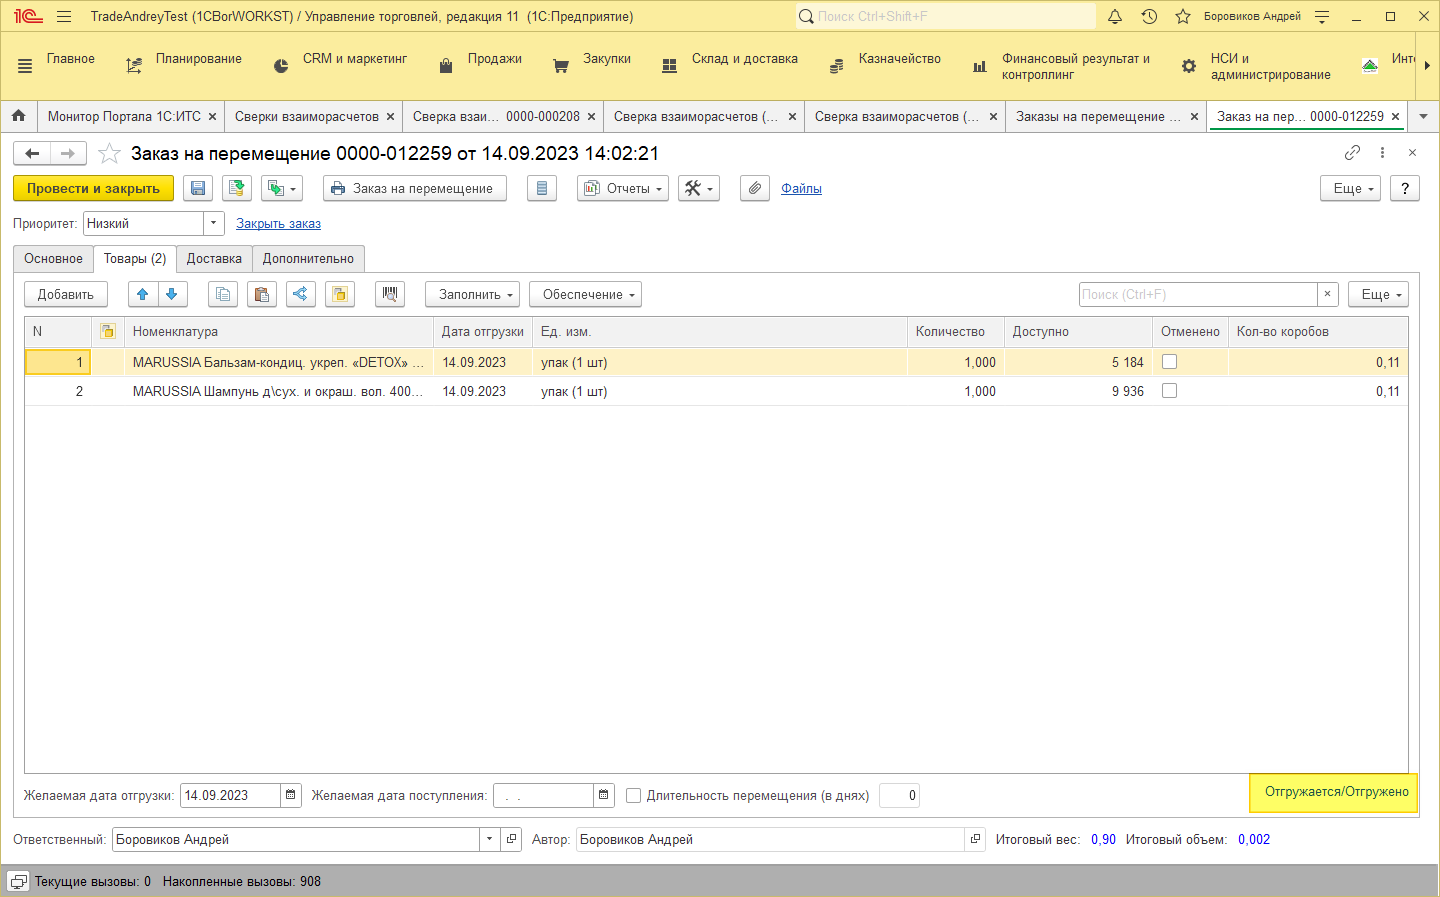 TradeAndreyTest (1CBorWORKST) / Управление торговлей, редакция 11 (1С:Предприятие)
Поиск Ctrl+Shift+F
Боровиков Андрей
Главное
Планирование
CRM и маркетинг
Продажи
Закупки
Склад и доставка
Казначейство
Финансовый результат и контроллинг
НСИ и администрирование
Инте
Монитор Портала 1С:ИТС
Сверки взаиморасчетов
Сверка взаи... 0000-000208
Сверка взаиморасчетов (...
Сверка взаиморасчетов (...
Заказы на перемещение ...
Заказ на пер... 0000-012259
Заказ на перемещение 0000-012259 от 14.09.2023 14:02:21
Провести и закрыть
Заказ на перемещение
Отчеты
Файлы
Еще
?
Приоритет: Низкий
Закрыть заказ
Основное
Товары (2)
Доставка
Дополнительно
Добавить
Заполнить
Обеспечение
Поиск (Ctrl+F)
Еще
N Номенклатура Дата отгрузки Ед. изм. Количество Доступно Отменено Кол-во коробов
1 MARUSSIA Бальзам-кондиц. укреп. «DETOX» ... 14.09.2023 упак (1 шт) 1,000 5 184 0,11
2 MARUSSIA Шампунь д\сух. и окраш. вол. 400... 14.09.2023 упак (1 шт) 1,000 9 936 0,11
Желаемая дата отгрузки: 14.09.2023 Желаемая дата поступления: . . Длительность перемещения (в днях) 0
Отгружается/Отгружено
Ответственный: Боровиков Андрей Автор: Боровиков Андрей Итоговый вес: 0,90 Итоговый объем: 0,002
Текущие вызовы: 0 Накопленные вызовы: 908